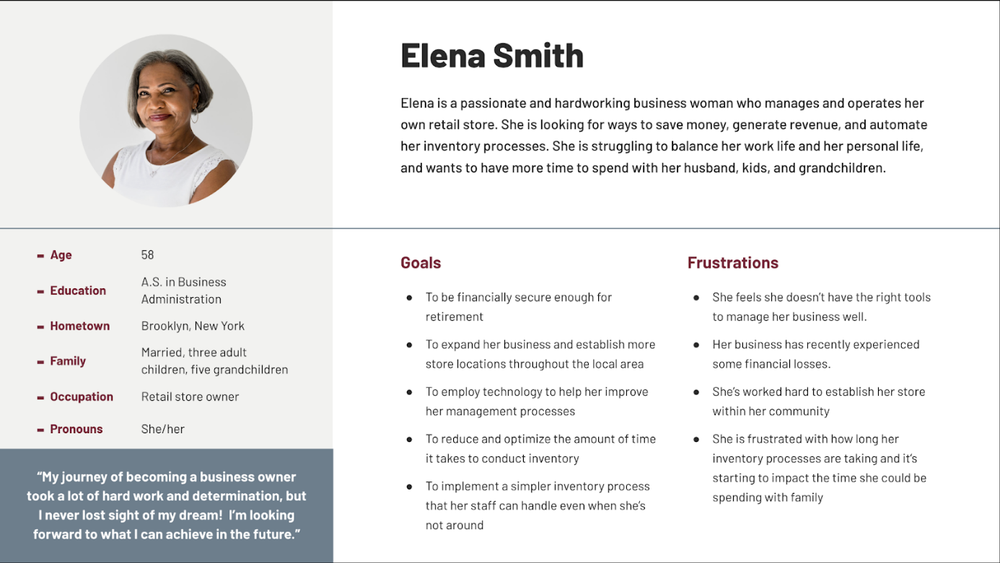 Elena Smith
Elena is a passionate and hardworking business woman who manages and operates her
own retail store. She is looking for ways to save money, generate revenue, and automate
her inventory processes. She is struggling to balance her work life and her personal life,
and wants to have more time to spend with her husband, kids, and grandchildren.
Age 58
Education A.S. in Business
Administration
Hometown Brooklyn, New York
Family Married, three adult
children, five grandchildren
Occupation Retail store owner
Pronouns She/her
“My journey of becoming a business owner
took a lot of hard work and determination, but
I never lost sight of my dream!  I’m looking
forward to what I can achieve in the future.”
Goals
● To be financially secure enough for
retirement
● To expand her business and establish more
store locations throughout the local area
● To employ technology to help her improve
her management processes
● To reduce and optimize the amount of time
it takes to conduct inventory
● To implement a simpler inventory process
that her staff can handle even when she’s
not around
Frustrations
● She feels she doesn’t have the right tools
to manage her business well.
● Her business has recently experienced
some financial losses.
● She’s worked hard to establish her store
within her community
● She is frustrated with how long her
inventory processes are taking and it’s
starting to impact the time she could be
spending with family